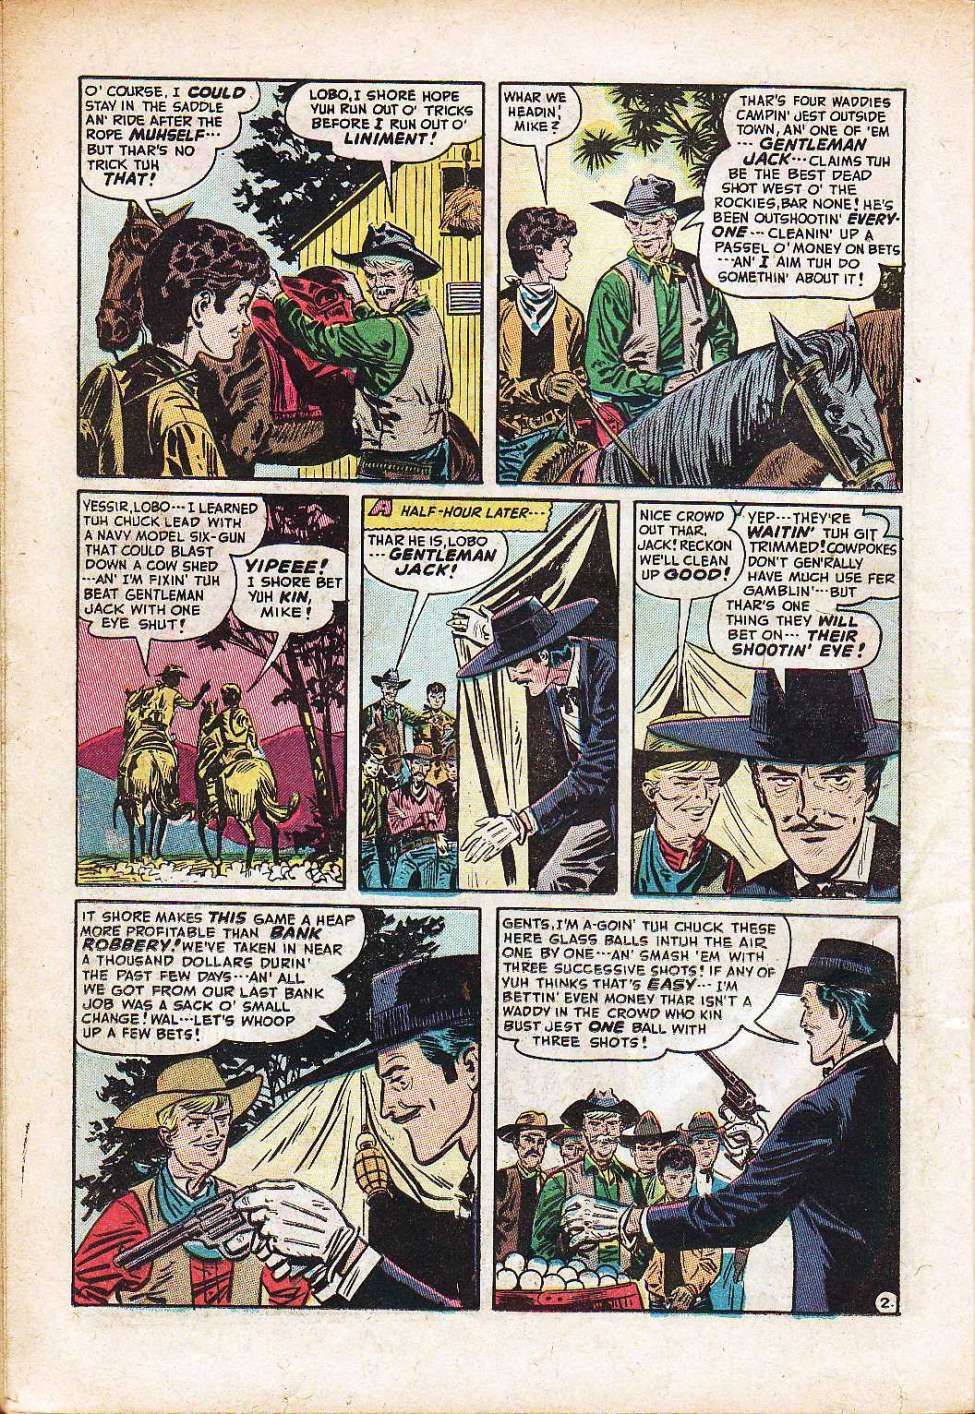 O' COURSE, I COULD
STAY IN THE SADDLE
AN' RIDE AFTER THE
ROPE MUHSELF---
BUT THAR'S NO
TRICK TUH
THAT!
LOBO, I SHORE HOPE
YUH RUN OUT O' TRICKS
BEFORE I RUN OUT O'
LINIMENT!
WHAR WE
HEADIN',
MIKE?
THAR'S FOUR WADDIES
CAMPIN' JEST OUTSIDE
TOWN, AN' ONE OF 'EM
--- GENTLEMAN
JACK--- CLAIMS TUH
BE THE BEST DEAD
SHOT WEST O' THE
ROCKIES, BAR NONE! HE'S
BEEN OUTSHOOTIN' EVERY-
ONE --- CLEANIN' UP A
PASSEL O' MONEY ON BETS
---AN' I AIM TUH DO
SOMETHIN' ABOUT IT!
YESSIR, LOBO--- I LEARNED
TUH CHUCK LEAD WITH
A NAVY MODEL SIX-GUN
THAT COULD BLAST
DOWN A COW SHED
---AN' I'M FIXIN' TUH
BEAT GENTLEMAN
JACK WITH ONE
EYE SHUT!
YIPEEE!
I SHORE BET
YUH KIN,
MIKE!
A HALF-HOUR LATER---
THAR HE IS, LOBO
--- GENTLEMAN
JACK!
NICE CROWD
OUT THAR,
JACK! RECKON
WE'LL CLEAN
UP GOOD!
YEP---THEY'RE
WAITIN' TUH GIT
TRIMMED! COWPOKES
DON'T GEN'RALLY
HAVE MUCH USE FER
GAMBLIN'---BUT
THAR'S ONE
THING THEY WILL
BET ON--- THEIR
SHOOTIN' EYE!
IT SHORE MAKES THIS GAME A HEAP
MORE PROFITABLE THAN BANK
ROBBERY! WE'VE TAKEN IN NEAR
A THOUSAND DOLLARS DURIN'
THE PAST FEW DAYS---AN' ALL
WE GOT FROM OUR LAST BANK
JOB WAS A SACK O' SMALL
CHANGE! WAL---LET'S WHOOP
UP A FEW BETS!
GENTS, I'M A-GOIN' TUH CHUCK THESE
HERE GLASS BALLS INTUH THE AIR
ONE BY ONE---AN' SMASH 'EM WITH
THREE SUCCESSIVE SHOTS! IF ANY OF
YUH THINKS THAT'S EASY--- I'M
BETTIN' EVEN MONEY THAR ISN'T A
WADDY IN THE CROWD WHO KIN
BUST JEST ONE BALL WITH
THREE SHOTS!
2.